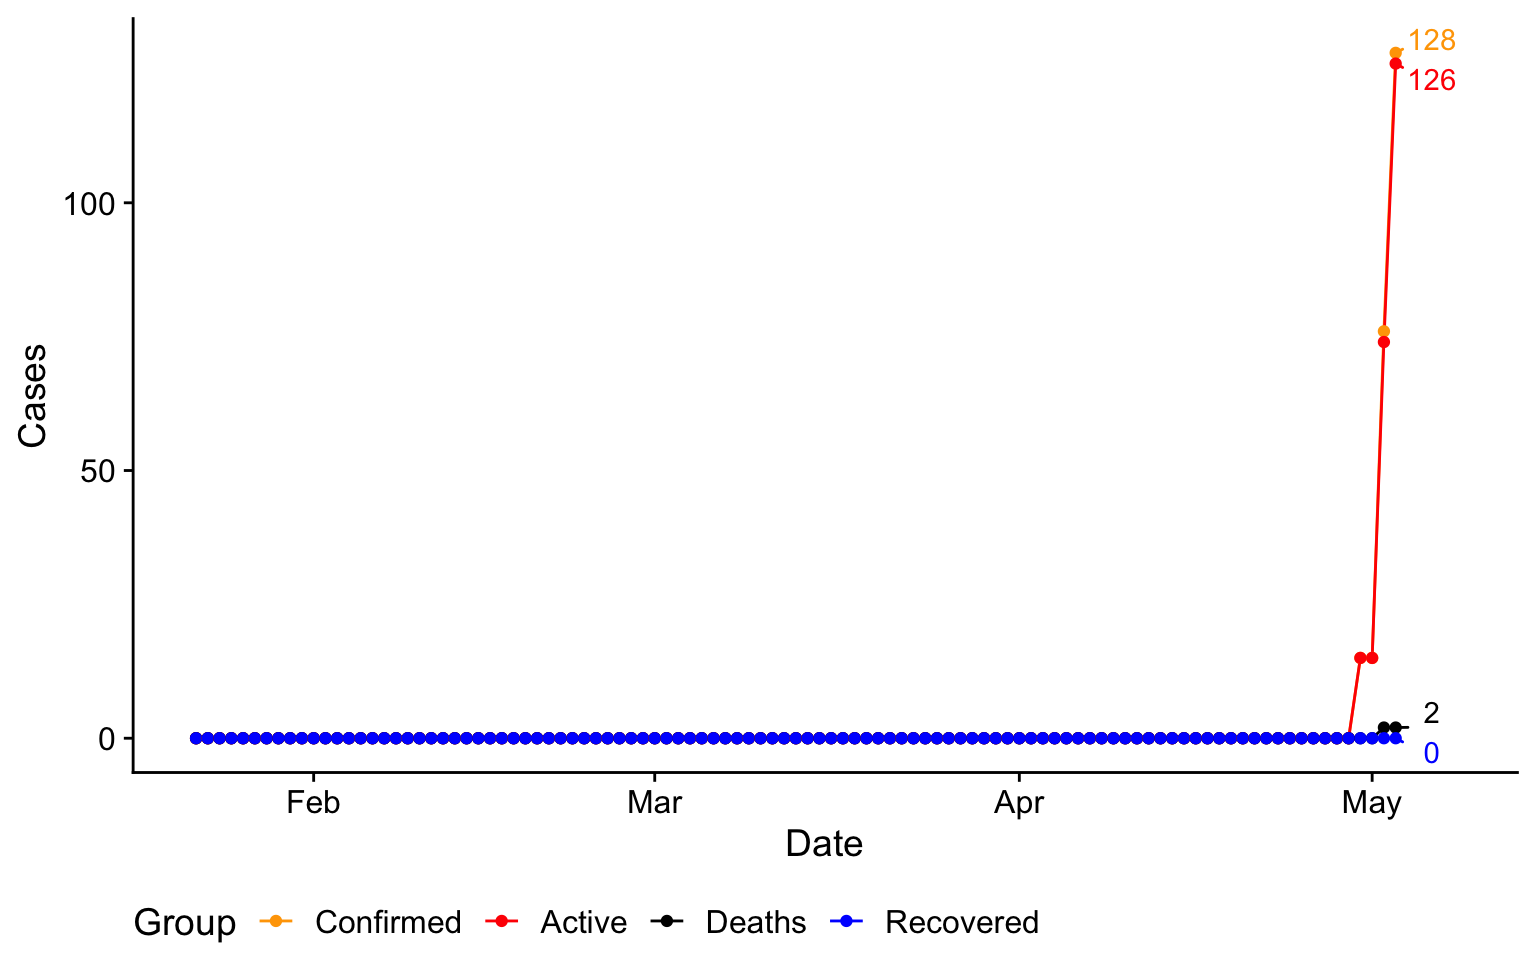 128
126
100
50
0
2
0
Cases
Feb Mar Apr May
Date
Group Confirmed Active Deaths Recovered